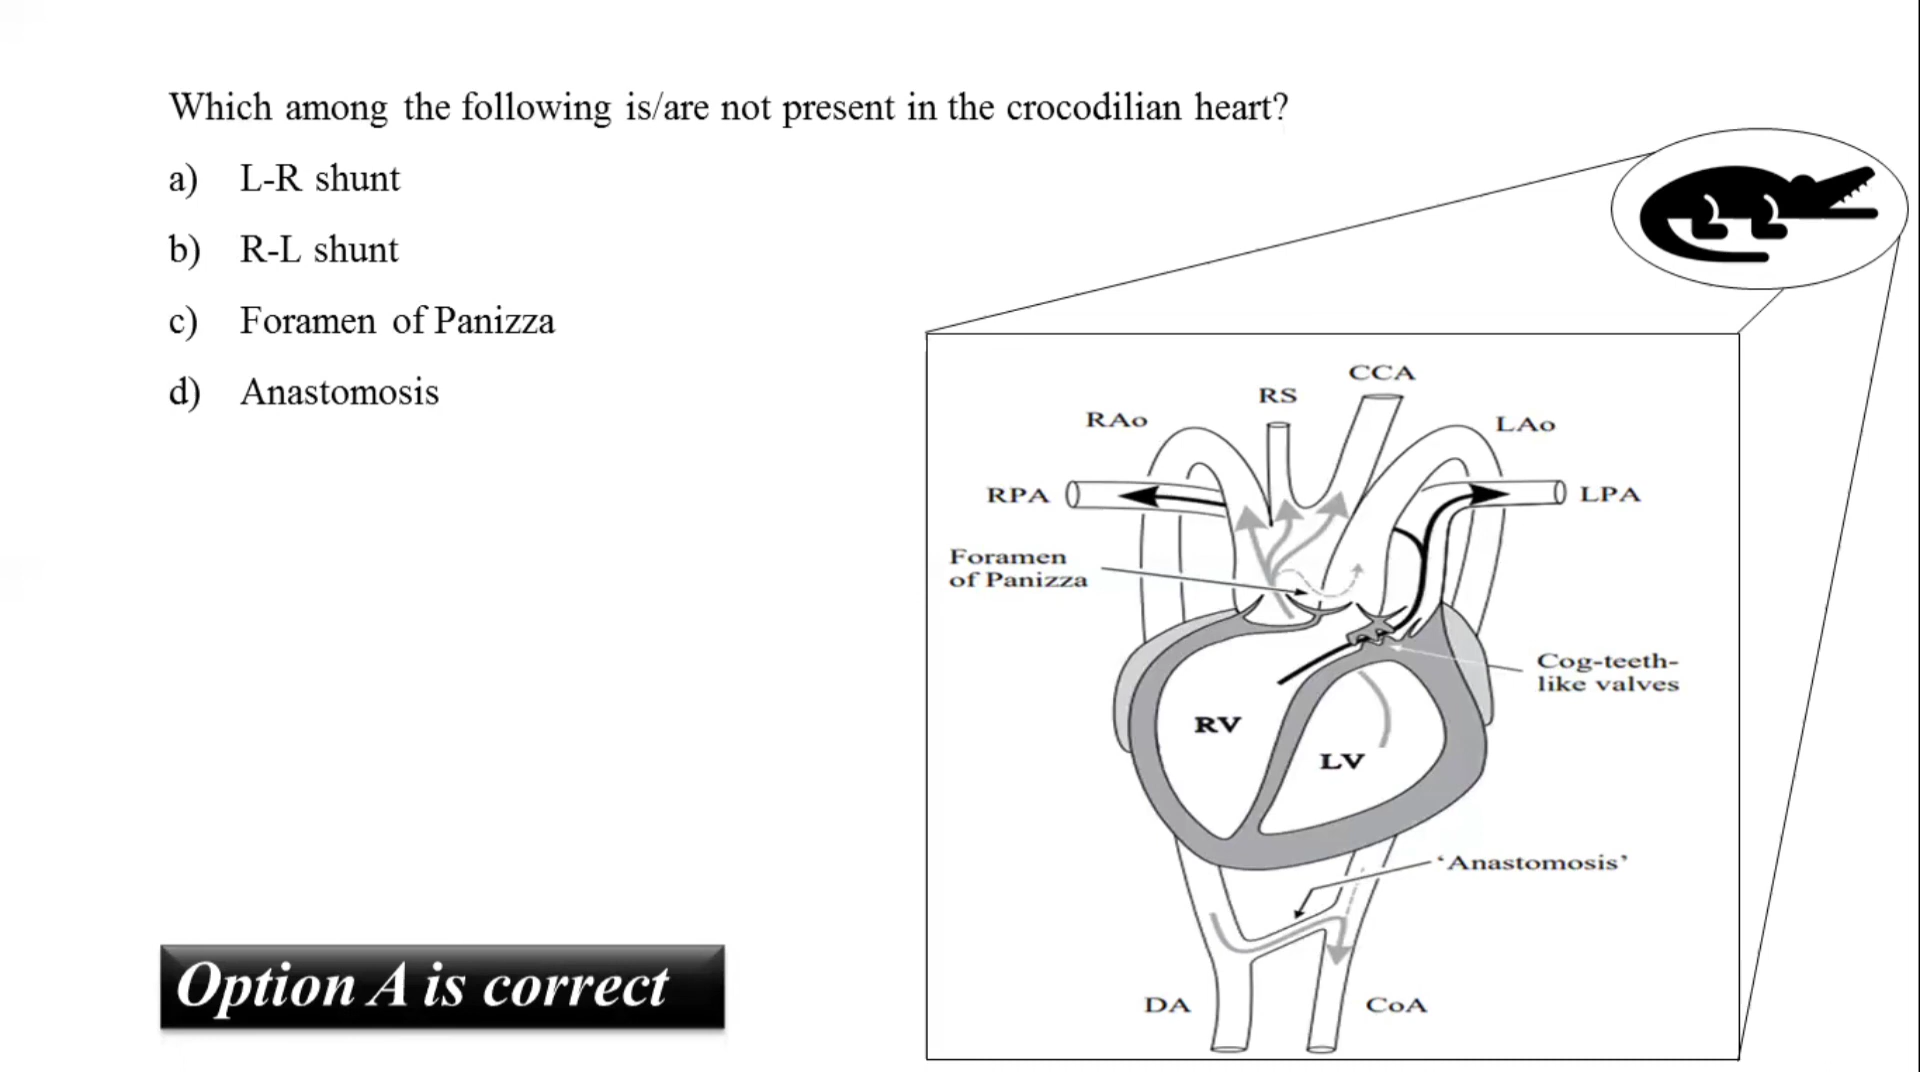 Which among the following is/are not present in the crocodilian heart?
a) L-R shunt
b) R-L shunt
c) Foramen of Panizza
d) Anastomosis
CCA
RS
RAo
LAo
RPA
LPA
Foramen
of Panizza
Cog-teeth-
like valves
RV
LV
‘Anastomosis’
DA
CoA
Option A is correct